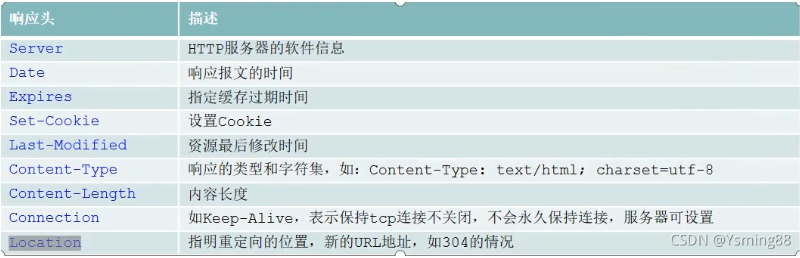 响应头 描述
Server HTTP服务器的软件信息
Date 响应报文的时间
Expires 指定缓存过期时间
Set-Cookie 设置Cookie
Last-Modified 资源最后修改时间
Content-Type 响应的类型和字符集，如：Content-Type: text/html; charset=utf-8
Content-Length 内容长度
Connection 如Keep-Alive，表示保持tcp连接不关闭，不会永久保持连接，服务器可设置
Location 指明重定向的位置，新的URL地址，如304的情况
CSDN @Ysming88